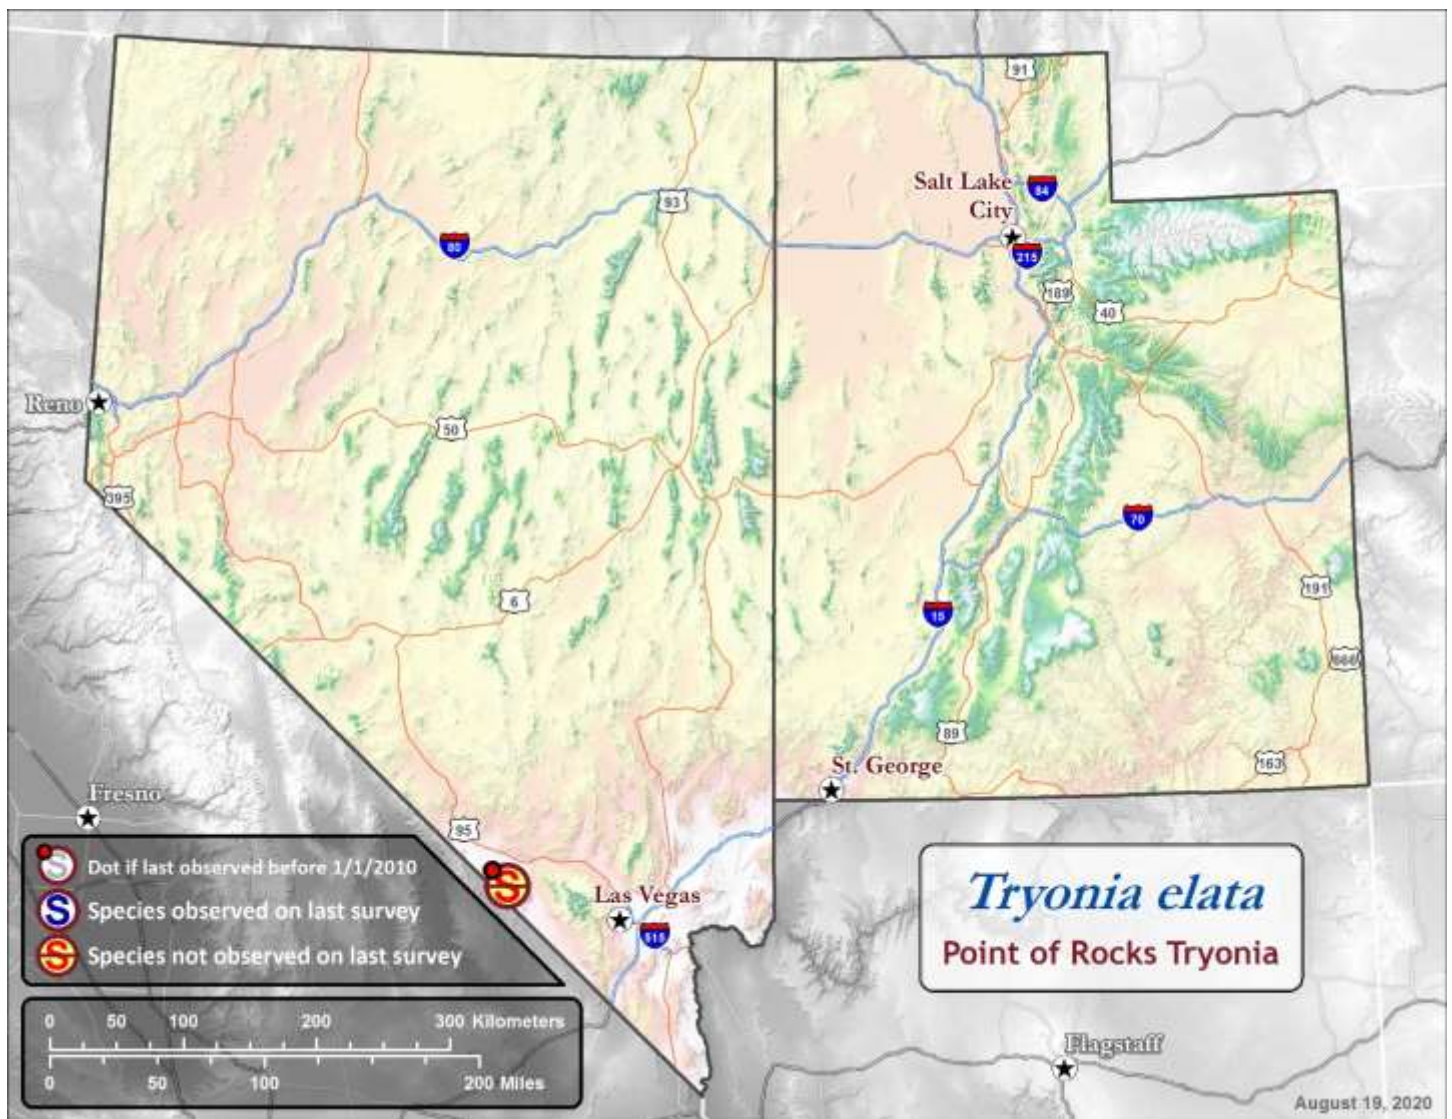 91
Salt Lake
City
84
93
80
215
189
40
Reno
50
395
70
6
191
15
666
89
St. George
163
Fresno
95
Las Vegas
515
S Dot if last observed before 1/1/2010
S Species observed on last survey
S Species not observed on last survey
S
Tryonia elata
Point of Rocks Tryonia
0 50 100 200 300 Kilometers
0 50 100 200 Miles
Flagstaff
August 19, 2020